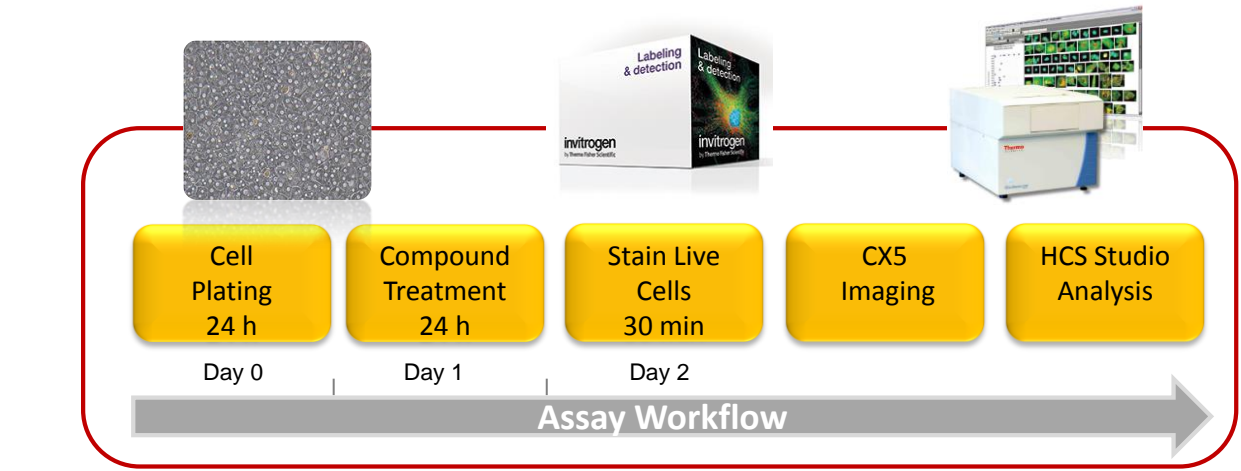 Labeling
& detection
Labeling
& detection
invitrogen
by Thermo Fisher Scientific
invitrogen
by Thermo Fisher Scientific
Thermo
Cell
Plating
24 h
Compound
Treatment
24 h
Stain Live
Cells
30 min
CX5
Imaging
HCS Studio
Analysis
Day 0
Day 1
Day 2
Assay Workflow